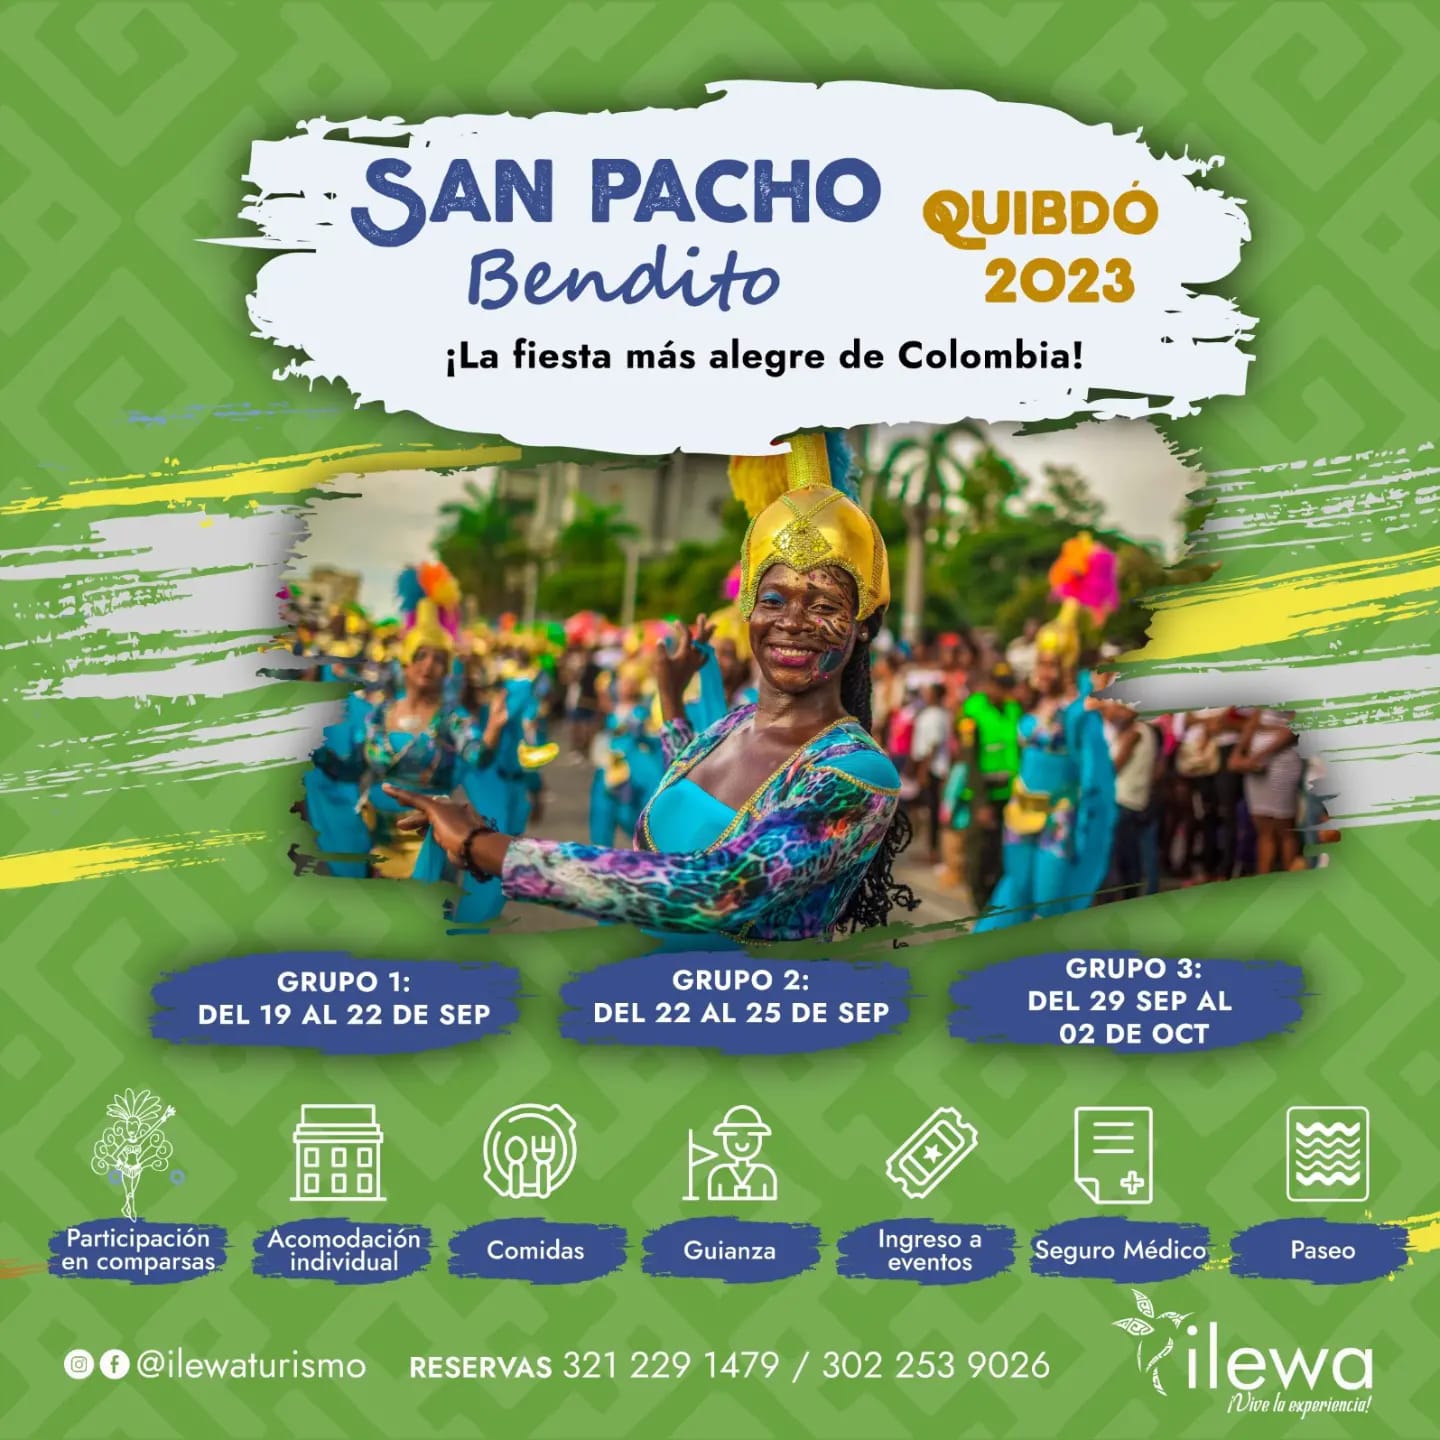 SAN PACHO
Bendito
QUIBDÓ
2023
¡La fiesta más alegre de Colombia!
GRUPO 1:
DEL 19 AL 22 DE SEP
GRUPO 2:
DEL 22 AL 25 DE SEP
GRUPO 3:
DEL 29 SEP AL
02 DE OCT
Participación
en comparsas
Acomodación
individual
Comidas
Guianza
Ingreso a
eventos
Seguro Médico
Paseo
@ilewaturismo
RESERVAS 321 229 1479 / 302 253 9026
ilewa
¡Vive la experiencia!